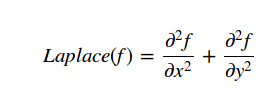 Laplace(f) = ∂²f/∂x² + ∂²f/∂y²